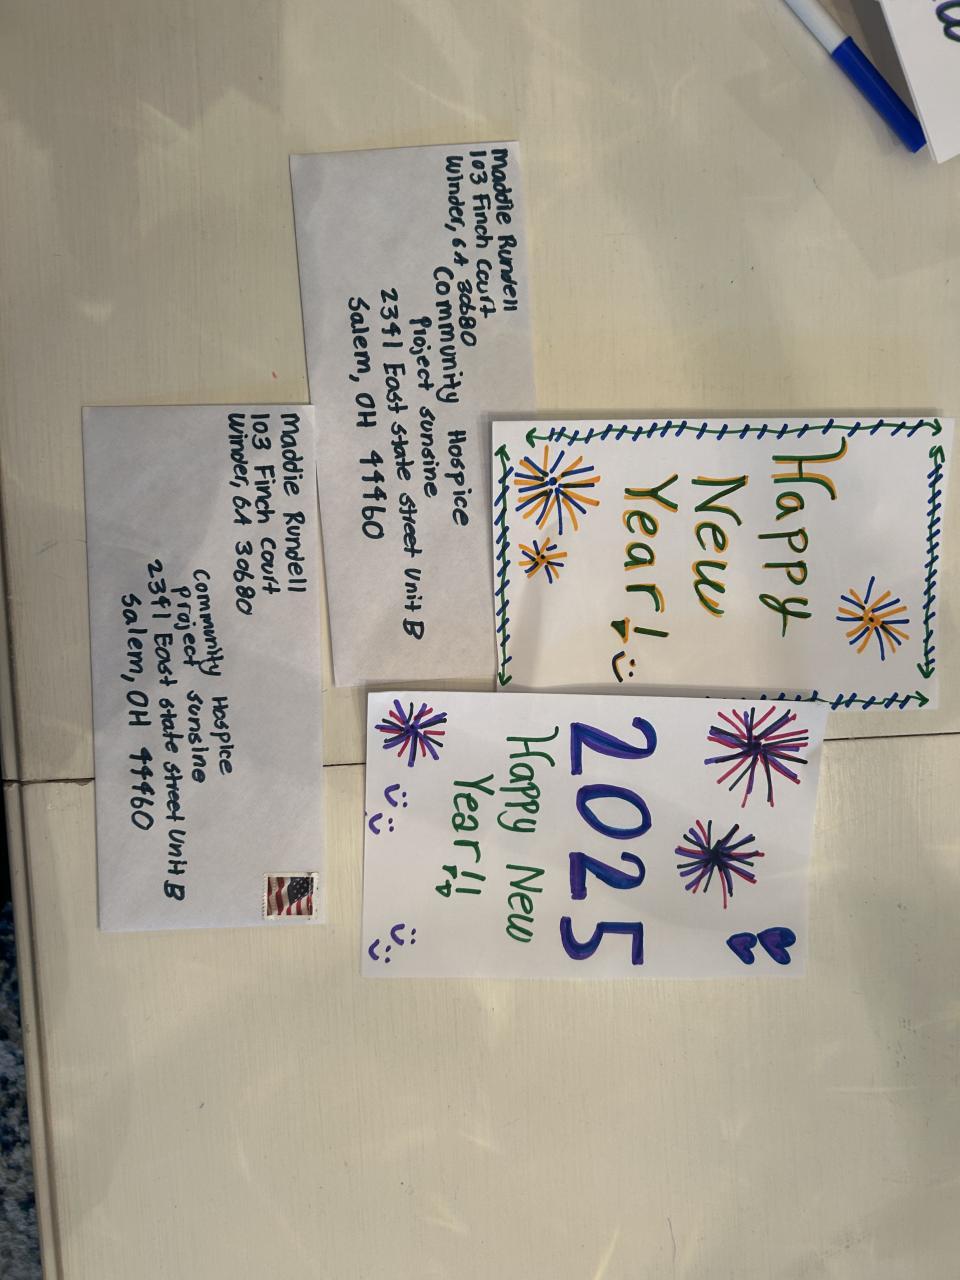 Maddie Rundell
103 Finch Court
Winder, GA 30680
Community Hospice
Project sunsine
2341 East state street Unit B
Salem, OH 44460
Maddie Rundell
103 Finch Court
Winder, GA 30680
Community Hospice
project sunsine
2341 East state street Unit B
Salem, OH 44460
Happy
New
Year!
2025
Happy New
Year!!